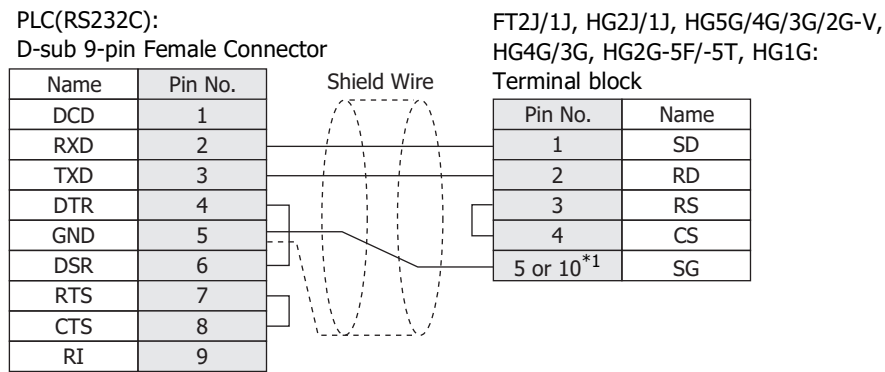 PLC(RS232C):
D-sub 9-pin Female Connector
FT2J/1J, HG2J/1J, HG5G/4G/3G/2G-V,
HG4G/3G, HG2G-5F/-5T, HG1G:
Terminal block
Shield Wire
Name Pin No.
DCD 1
RXD 2
TXD 3
DTR 4
GND 5
DSR 6
RTS 7
CTS 8
RI 9
Pin No. Name
1 SD
2 RD
3 RS
4 CS
5 or 10*1 SG